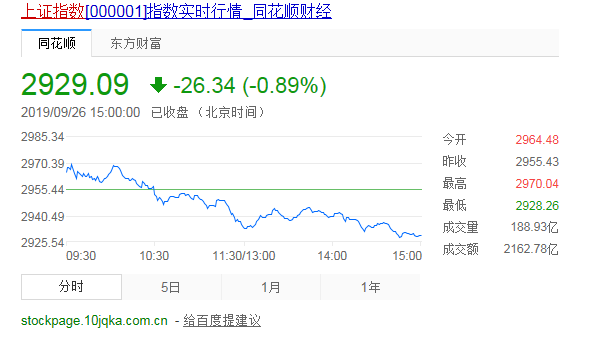 上证指数[000001]指数实时行情_同花顺财经
同花顺 东方财富
2929.09 -26.34 (-0.89%)
2019/09/26 15:00:00 已收盘 (北京时间)
2985.34
2970.39
2955.44
2940.49
2925.54
09:30 10:30 11:30/13:00 14:00 15:00
今开 2964.48
昨收 2955.43
最高 2970.04
最低 2928.26
成交量 188.93亿
成交额 2162.78亿
分时 5日 1月 1年
stockpage.10jqka.com.cn - 给百度提建议